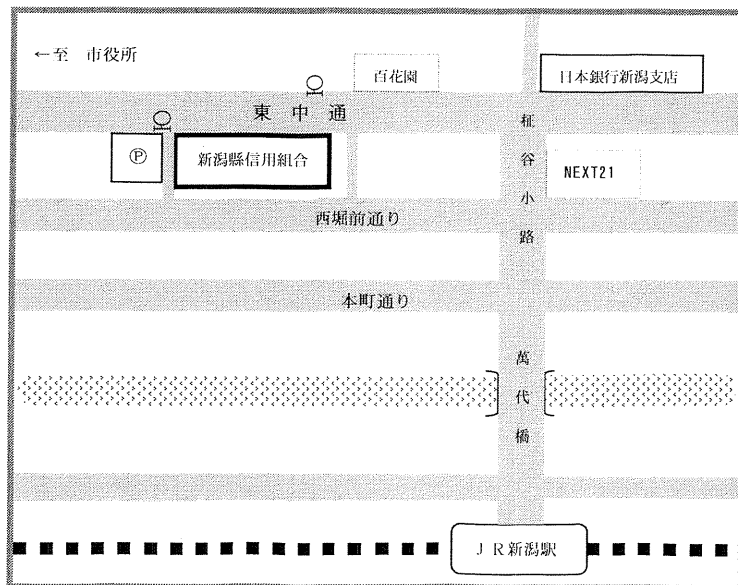 ←至 市役所
百花園
日本銀行新潟支店
東中通
柾谷小路
Ⓟ
新潟縣信用組合
NEXT21
西堀前通り
本町通り
萬代橋
JR新潟駅